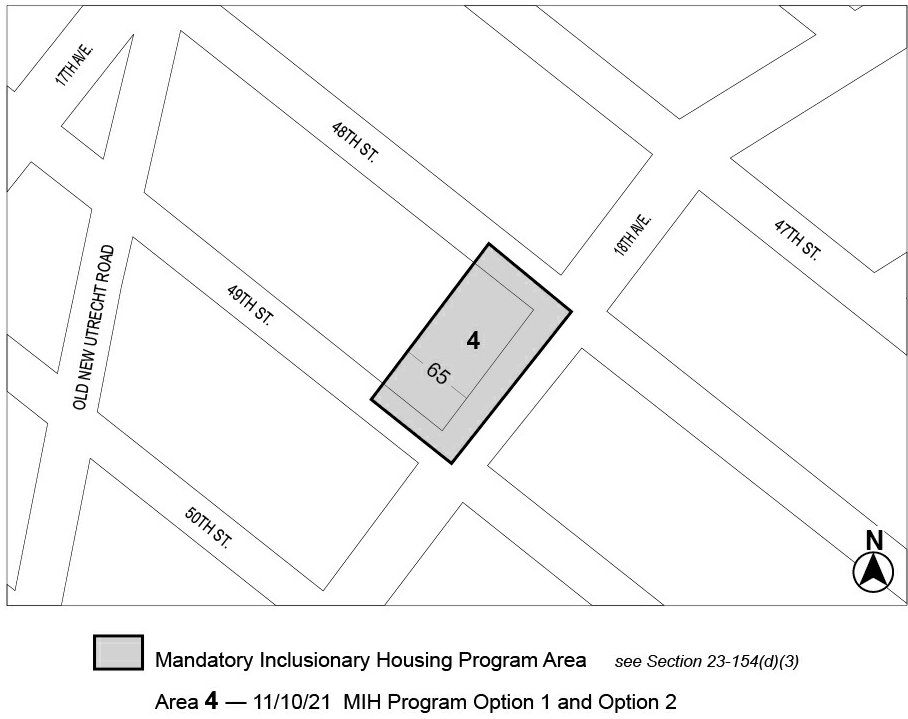 17TH AVE.
48TH ST.
18TH AVE.
47TH ST.
OLD NEW UTRECHT ROAD
49TH ST.
4
65
50TH ST.
N
Mandatory Inclusionary Housing Program Area see Section 23-154(d)(3)
Area 4 — 11/10/21 MIH Program Option 1 and Option 2